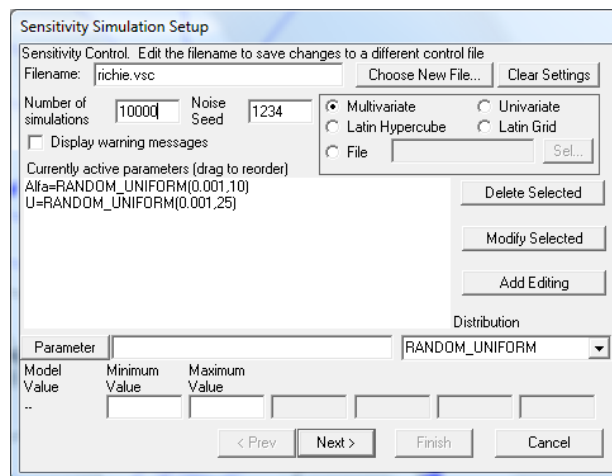 Sensitivity Simulation Setup
Sensitivity Control. Edit the filename to save changes to a different control file
Filename: richie.vsc Choose New File... Clear Settings
Number of simulations 10000 Noise Seed 1234
Multivariate Univariate
Latin Hypercube Latin Grid
File Sel...
Display warning messages
Currently active parameters (drag to reorder)
Alfa=RANDOM_UNIFORM(0.001,10)
U=RANDOM_UNIFORM(0.001,25)
Delete Selected
Modify Selected
Add Editing
Distribution
Parameter RANDOM_UNIFORM
Model Value Minimum Value Maximum Value
--
< Prev Next > Finish Cancel